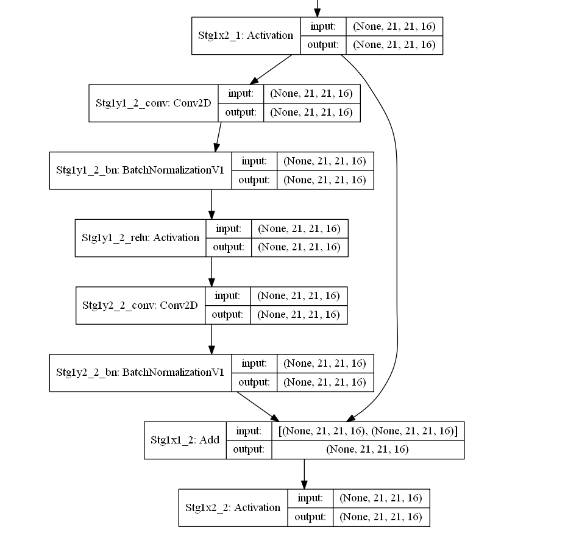 Stg1x2_1: Activation
input: (None, 21, 21, 16)
output: (None, 21, 21, 16)
Stg1y1_2_conv: Conv2D
input: (None, 21, 21, 16)
output: (None, 21, 21, 16)
Stg1y1_2_bn: BatchNormalizationV1
input: (None, 21, 21, 16)
output: (None, 21, 21, 16)
Stg1y1_2_relu: Activation
input: (None, 21, 21, 16)
output: (None, 21, 21, 16)
Stg1y2_2_conv: Conv2D
input: (None, 21, 21, 16)
output: (None, 21, 21, 16)
Stg1y2_2_bn: BatchNormalizationV1
input: (None, 21, 21, 16)
output: (None, 21, 21, 16)
Stg1x1_2: Add
input: [(None, 21, 21, 16), (None, 21, 21, 16)]
output: (None, 21, 21, 16)
Stg1x2_2: Activation
input: (None, 21, 21, 16)
output: (None, 21, 21, 16)